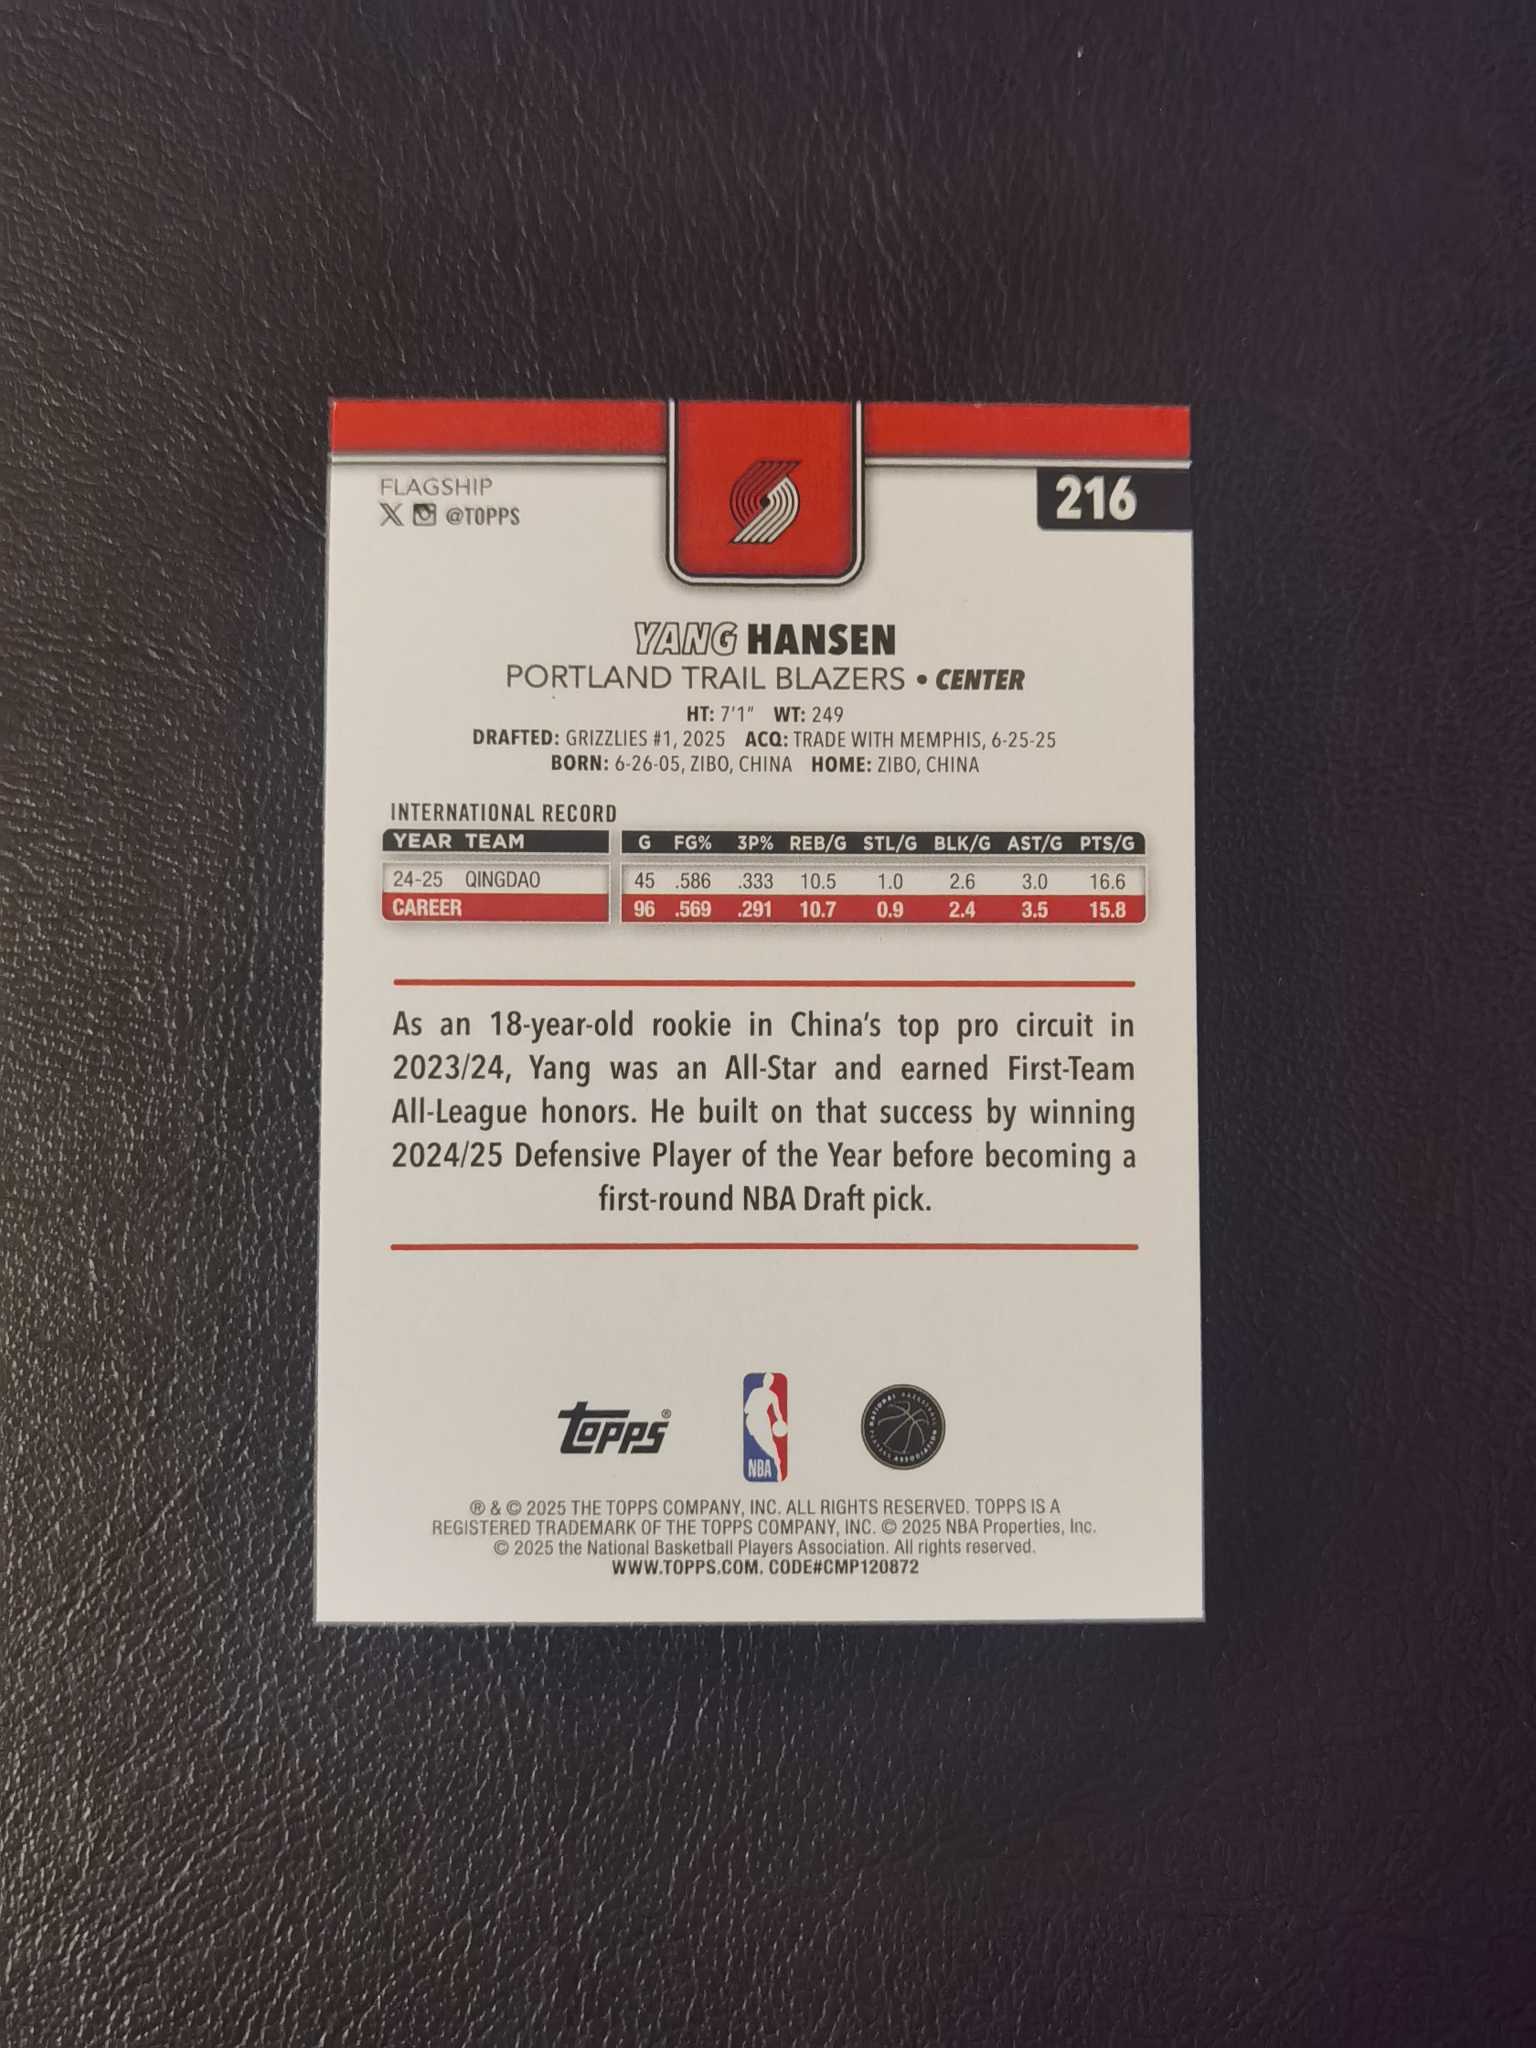 FLAGSHIP
X @TOPPS
216
YANG HANSEN
PORTLAND TRAIL BLAZERS • CENTER
HT: 7'1" WT: 249
DRAFTED: GRIZZLIES #1, 2025 ACQ: TRADE WITH MEMPHIS, 6-25-25
BORN: 6-26-05, ZIBO, CHINA HOME: ZIBO, CHINA
INTERNATIONAL RECORD
YEAR TEAM G FG% 3P% REB/G STL/G BLK/G AST/G PTS/G
24-25 QINGDAO 45 .586 .333 10.5 1.0 2.6 3.0 16.6
CAREER 96 .569 .291 10.7 0.9 2.4 3.5 15.8
As an 18-year-old rookie in China's top pro circuit in
2023/24, Yang was an All-Star and earned First-Team
All-League honors. He built on that success by winning
2024/25 Defensive Player of the Year before becoming a
first-round NBA Draft pick.
TOPPS®
NBA
NATIONAL BASKETBALL PLAYERS ASSOCIATION
® & © 2025 THE TOPPS COMPANY, INC. ALL RIGHTS RESERVED. TOPPS IS A
REGISTERED TRADEMARK OF THE TOPPS COMPANY, INC. © 2025 NBA Properties, Inc.
© 2025 the National Basketball Players Association. All rights reserved.
WWW.TOPPS.COM. CODE#CMP120872